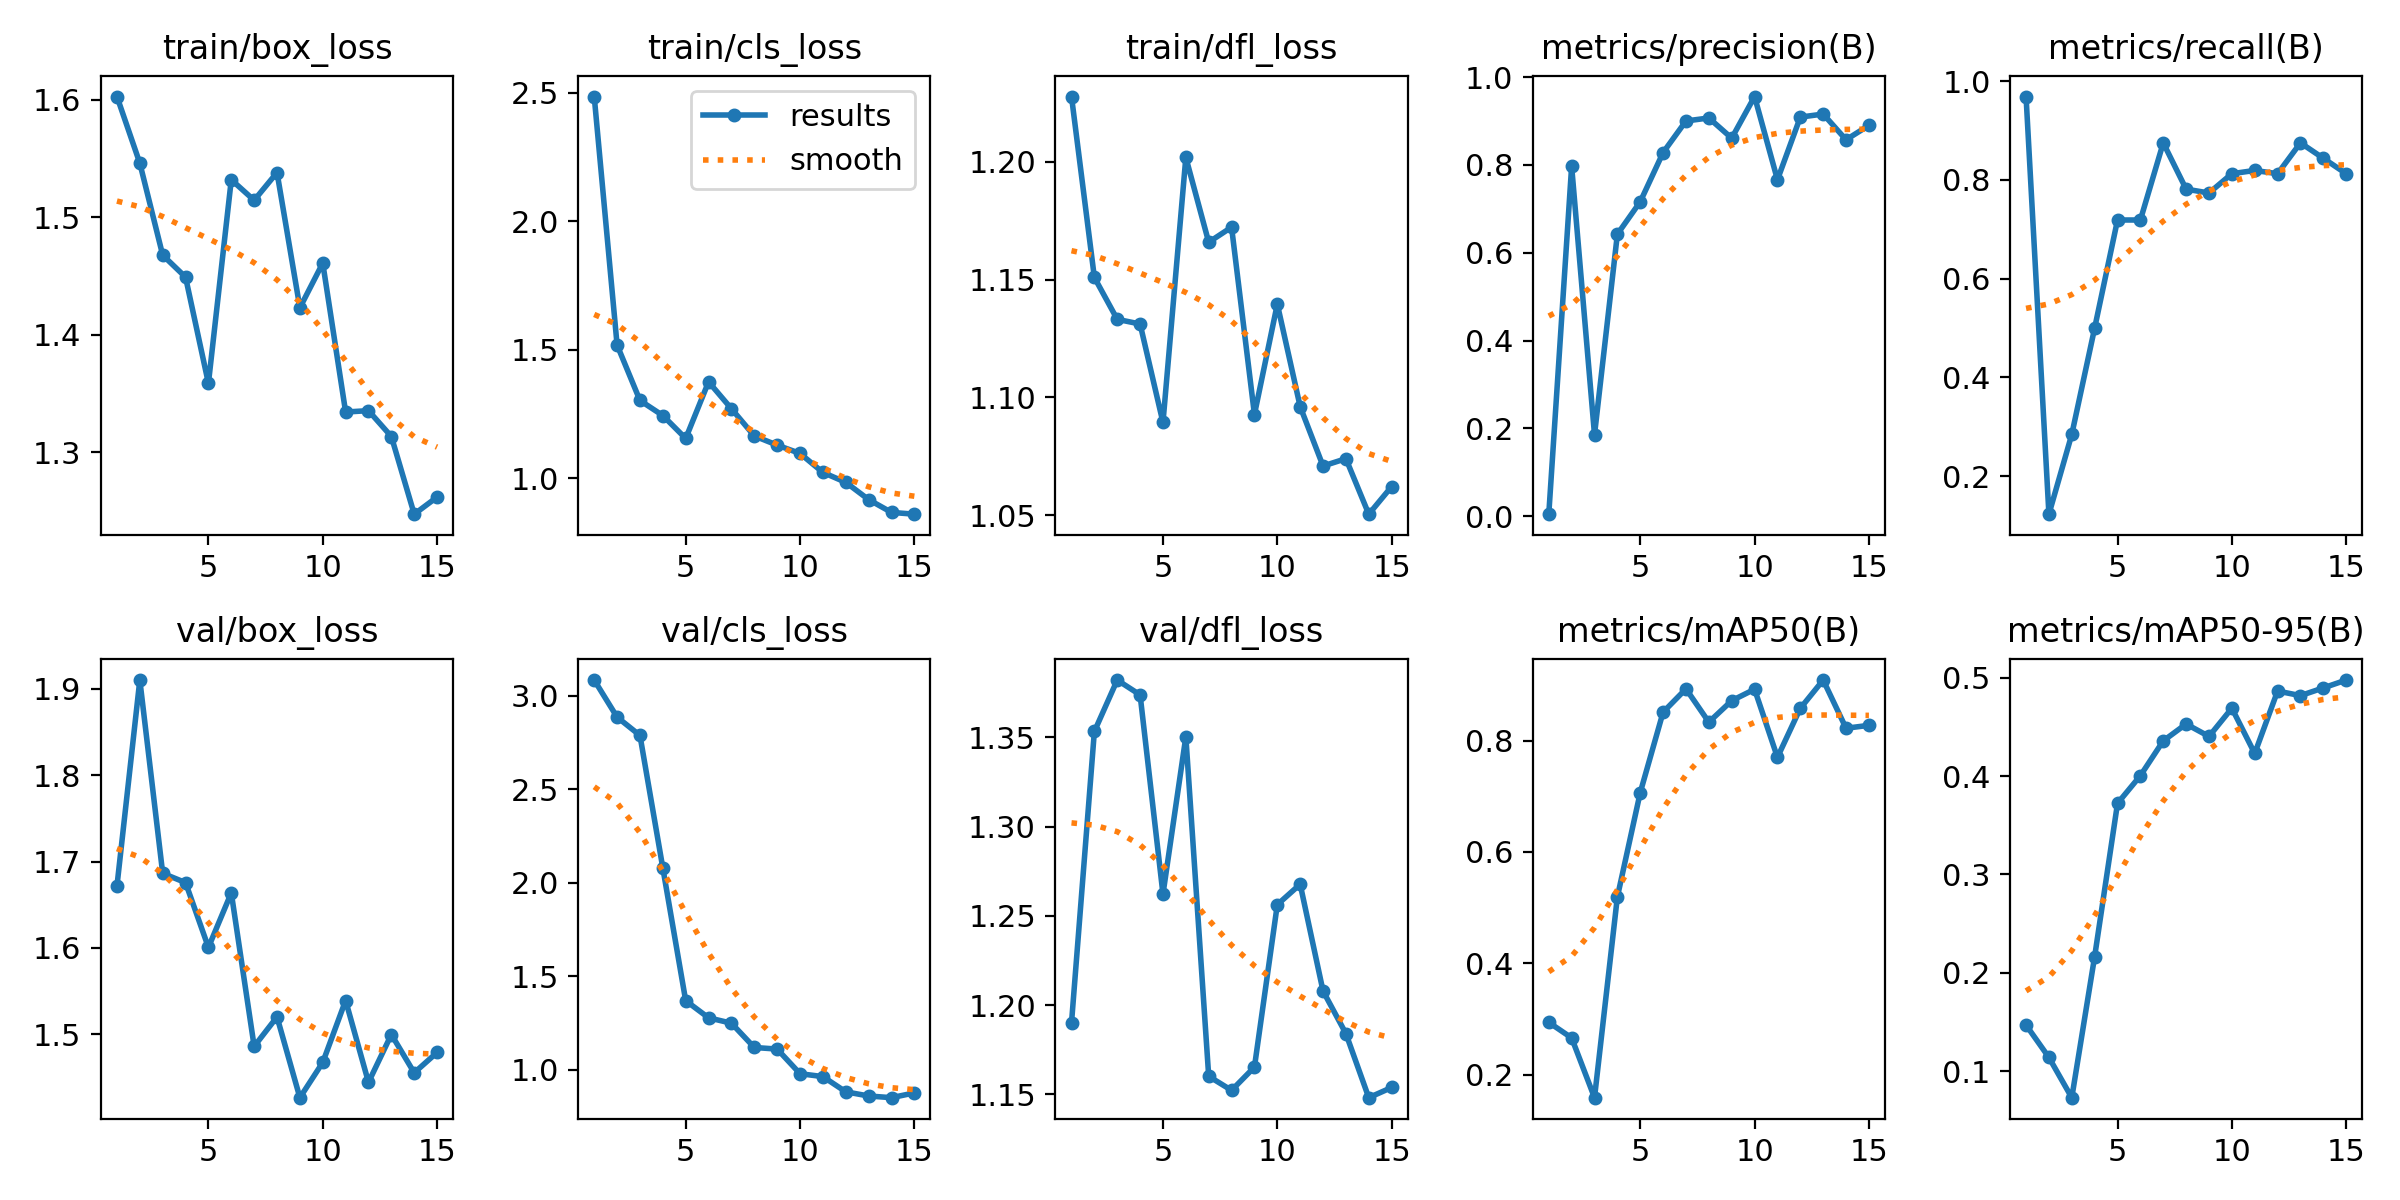 train/box_loss
1.6
1.5
1.4
1.3
5 10 15
train/cls_loss
results
smooth
2.5
2.0
1.5
1.0
5 10 15
train/dfl_loss
1.20
1.15
1.10
1.05
5 10 15
metrics/precision(B)
1.0
0.8
0.6
0.4
0.2
0.0
5 10 15
metrics/recall(B)
1.0
0.8
0.6
0.4
0.2
5 10 15
val/box_loss
1.9
1.8
1.7
1.6
1.5
5 10 15
val/cls_loss
3.0
2.5
2.0
1.5
1.0
5 10 15
val/dfl_loss
1.35
1.30
1.25
1.20
1.15
5 10 15
metrics/mAP50(B)
0.8
0.6
0.4
0.2
5 10 15
metrics/mAP50-95(B)
0.5
0.4
0.3
0.2
0.1
5 10 15